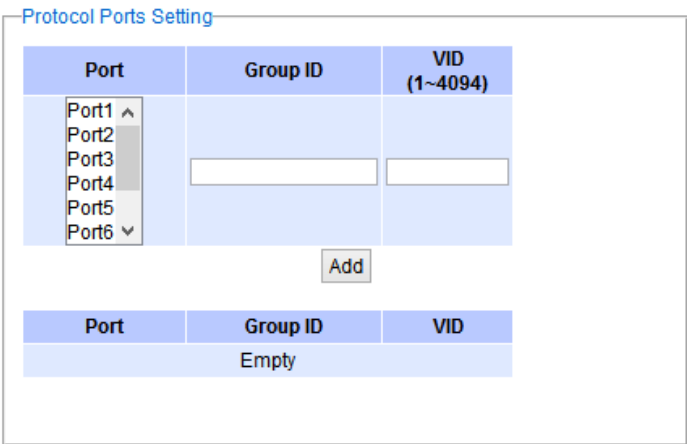 Protocol Ports Setting
Port Group ID VID
(1~4094)
Port1
Port2
Port3
Port4
Port5
Port6
Add
Port Group ID VID
Empty